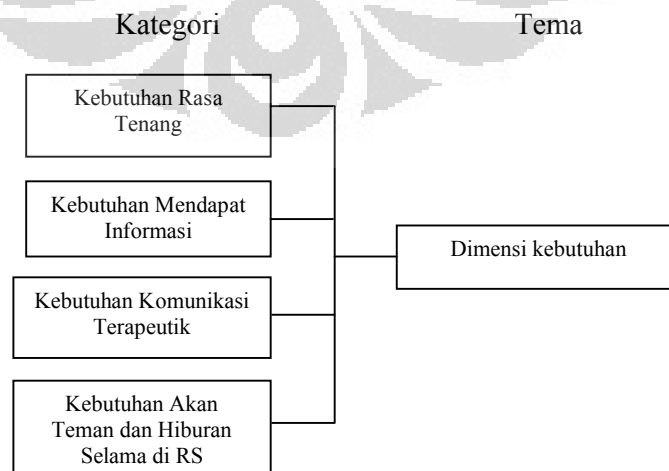 Kategori
Tema
Kebutuhan Rasa
Tenang
Kebutuhan Mendapat
Informasi
Dimensi kebutuhan
Kebutuhan Komunikasi
Terapeutik
Kebutuhan Akan
Teman dan Hiburan
Selama di RS